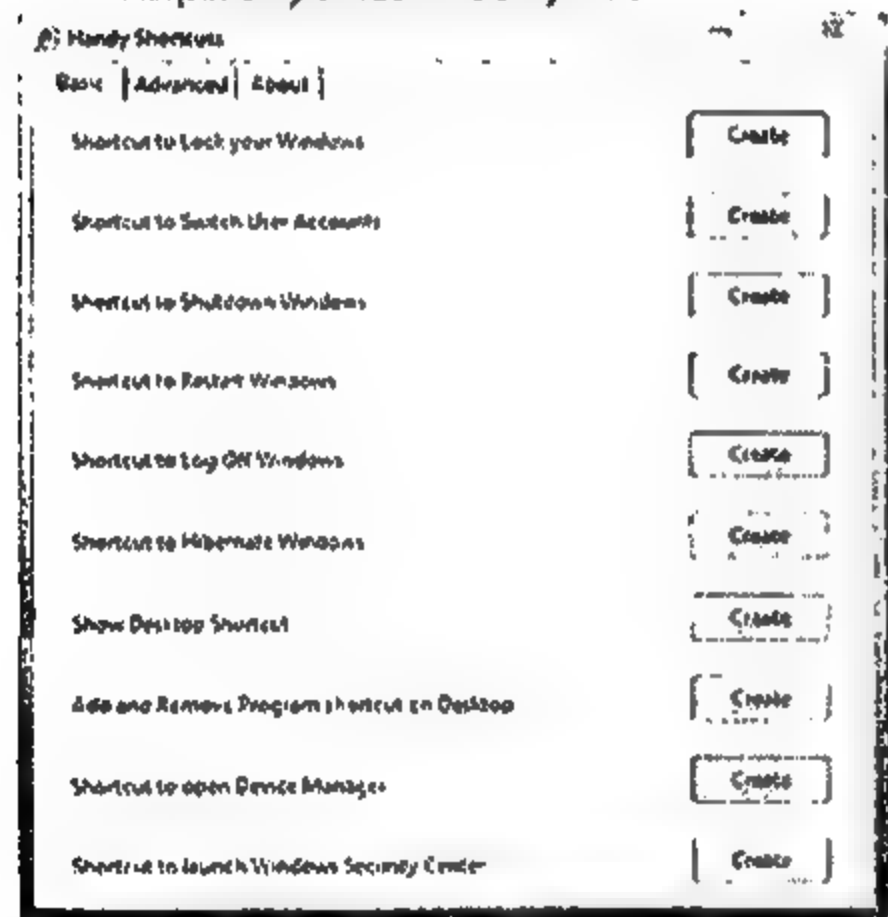 Handy Shortcuts
Basic Advanced About
Shortcut to Lock your Windows Create
Shortcut to Switch User Accounts Create
Shortcut to Shutdown Windows Create
Shortcut to Restart Windows Create
Shortcut to Log Off Windows Create
Shortcut to Hibernate Windows Create
Show Desktop Shortcut Create
Add and Remove Program shortcut on Desktop Create
Shortcut to open Device Manager Create
Shortcut to launch Windows Security Center Create